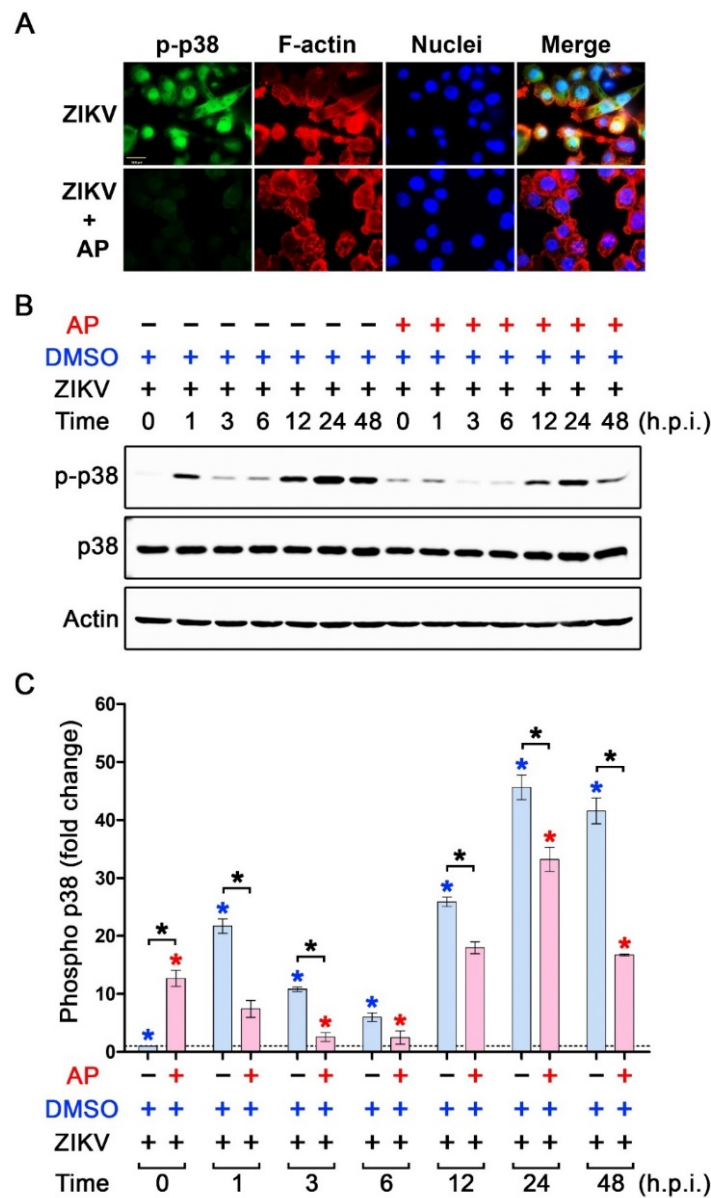 A
p-p38 F-actin Nuclei Merge
ZIKV
ZIKV
+
AP
B
AP − − − − − − − + + + + + + +
DMSO + + + + + + + + + + + + + +
ZIKV + + + + + + + + + + + + + +
Time 0 1 3 6 12 24 48 0 1 3 6 12 24 48 (h.p.i.)
p-p38
p38
Actin
C
Phospho p38 (fold change)
60
50
40
30
20
10
0
* * * * * * * * * * * * * * * * * *
AP − + − + − + − + − + − + − +
DMSO + + + + + + + + + + + + + +
ZIKV + + + + + + + + + + + + + +
Time 0 1 3 6 12 24 48 (h.p.i.)